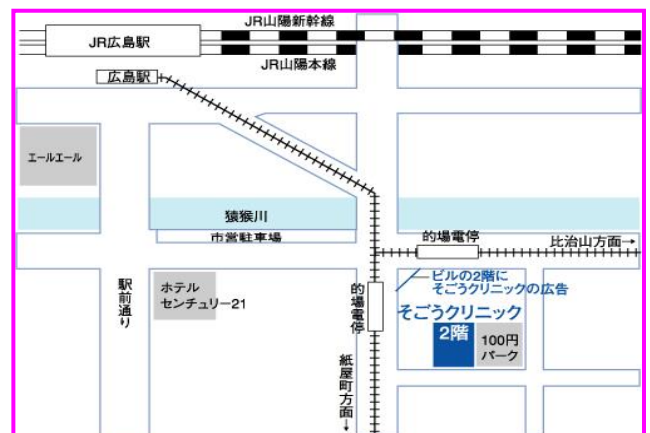 JR山陽新幹線
JR広島駅
JR山陽本線
広島駅
エールエール
猿猴川
市営駐車場
的場電停
比治山方面→
ビルの2階に
そごうクリニックの広告
駅前通り
ホテル
センチュリー21
的場電停
そごうクリニック
2階
100円
パーク
紙屋町方面→